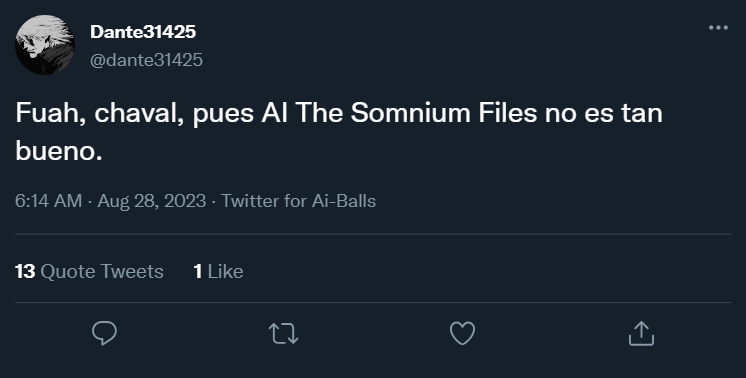 Dante31425
@dante31425
Fuah, chaval, pues AI The Somnium Files no es tan
bueno.
6:14 AM · Aug 28, 2023 · Twitter for Ai-Balls
13 Quote Tweets 1 Like